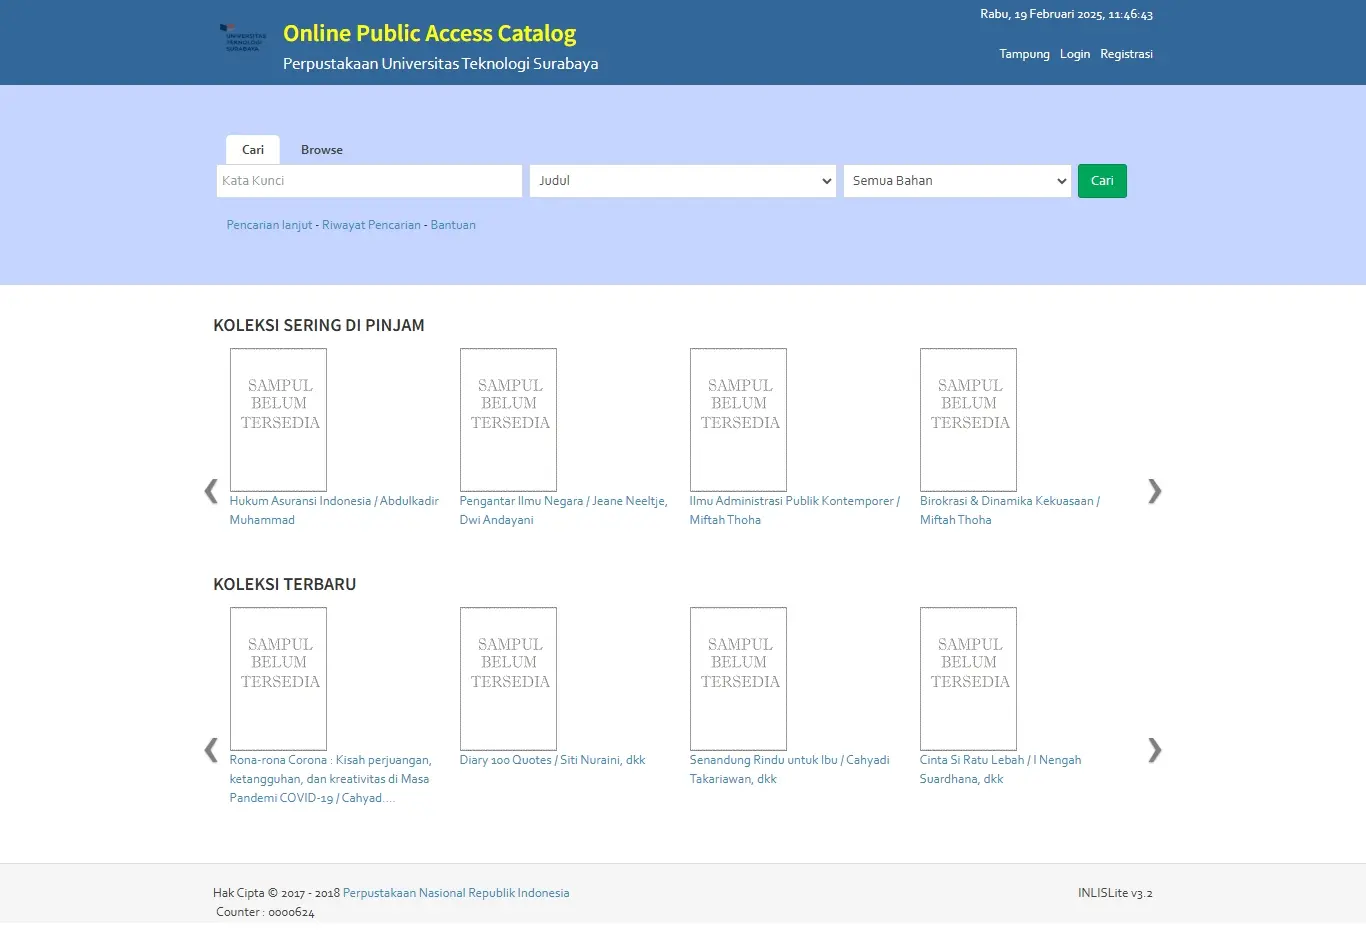 UNIVERSITAS
TEKNOLOGI
SURABAYA
Online Public Access Catalog
Perpustakaan Universitas Teknologi Surabaya
Rabu, 19 Februari 2025, 11:46:43
Tampung Login Registrasi
Cari Browse
Kata Kunci Judul Semua Bahan Cari
Pencarian lanjut - Riwayat Pencarian - Bantuan
KOLEKSI SERING DI PINJAM
SAMPUL
BELUM
TERSEDIA
Hukum Asuransi Indonesia / Abdulkadir
Muhammad
SAMPUL
BELUM
TERSEDIA
Pengantar Ilmu Negara / Jeane Neeltje,
Dwi Andayani
SAMPUL
BELUM
TERSEDIA
Ilmu Administrasi Publik Kontemporer /
Miftah Thoha
SAMPUL
BELUM
TERSEDIA
Birokrasi & Dinamika Kekuasaan /
Miftah Thoha
KOLEKSI TERBARU
SAMPUL
BELUM
TERSEDIA
Rona-rona Corona : Kisah perjuangan,
ketangguhan, dan kreativitas di Masa
Pandemi COVID-19 / Cahyad....
SAMPUL
BELUM
TERSEDIA
Diary 100 Quotes / Siti Nuraini, dkk
SAMPUL
BELUM
TERSEDIA
Senandung Rindu untuk Ibu / Cahyadi
Takariawan, dkk
SAMPUL
BELUM
TERSEDIA
Cinta Si Ratu Lebah / I Nengah
Suardhana, dkk
Hak Cipta © 2017 - 2018 Perpustakaan Nasional Republik Indonesia
Counter : 0000624
INLISLite v3.2